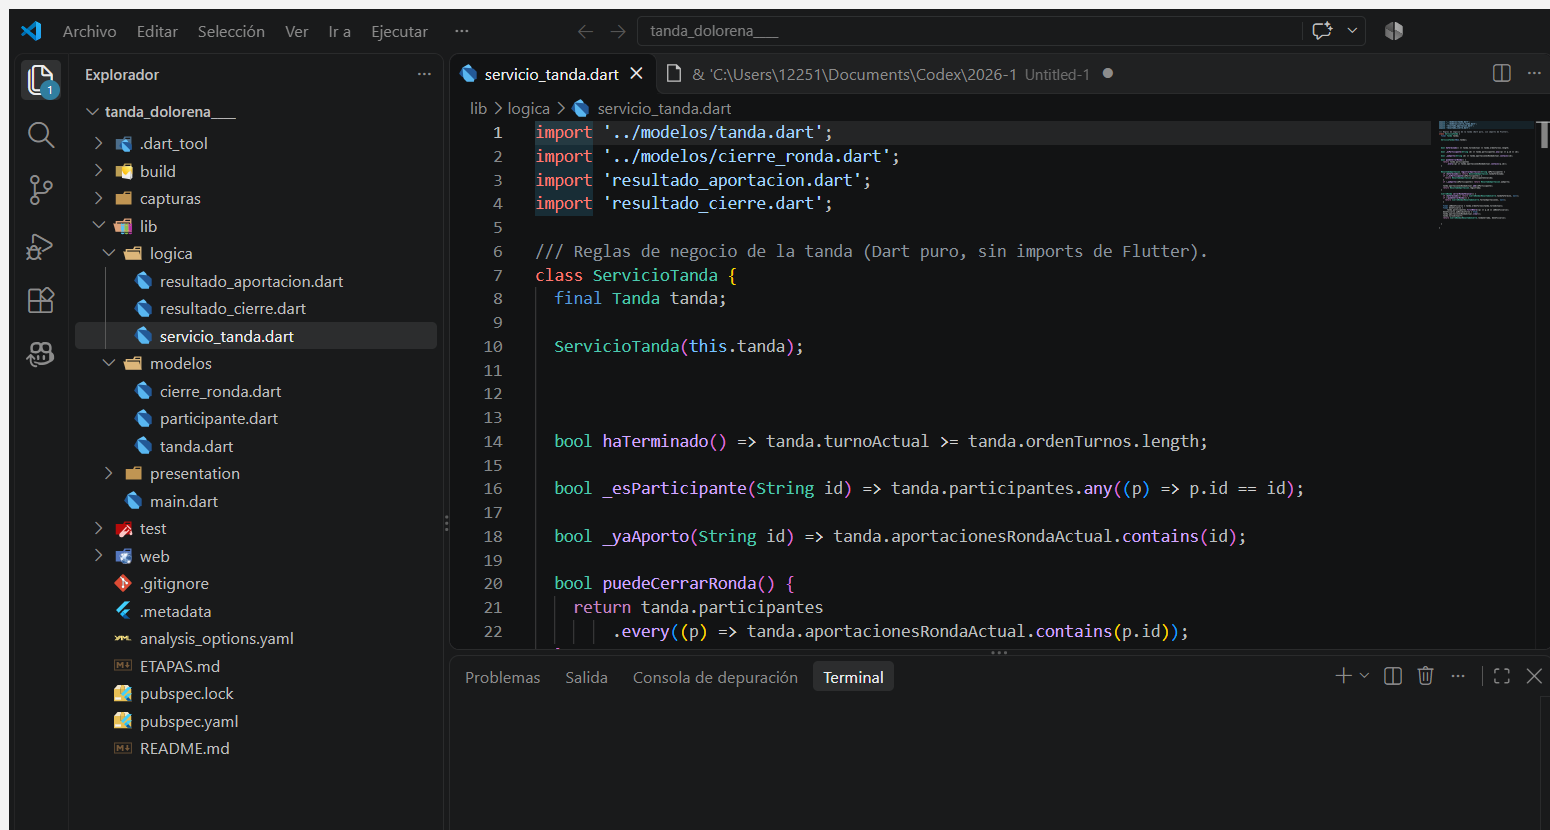 Archivo Editar Selección Ver Ir a Ejecutar ··· tanda_dolorena___
Explorador ···
1
tanda_dolorena___
.dart_tool
build
capturas
lib
logica
resultado_aportacion.dart
resultado_cierre.dart
servicio_tanda.dart
modelos
cierre_ronda.dart
participante.dart
tanda.dart
presentation
main.dart
test
web
.gitignore
.metadata
analysis_options.yaml
ETAPAS.md
pubspec.lock
pubspec.yaml
README.md
servicio_tanda.dart & 'C:\Users\12251\Documents\Codex\2026-1 Untitled-1
lib > logica > servicio_tanda.dart
1 import '../modelos/tanda.dart';
2 import '../modelos/cierre_ronda.dart';
3 import 'resultado_aportacion.dart';
4 import 'resultado_cierre.dart';
5
6 /// Reglas de negocio de la tanda (Dart puro, sin imports de Flutter).
7 class ServicioTanda {
8 final Tanda tanda;
9
10 ServicioTanda(this.tanda);
11
12
13
14 bool haTerminado() => tanda.turnoActual >= tanda.ordenTurnos.length;
15
16 bool _esParticipante(String id) => tanda.participantes.any((p) => p.id == id);
17
18 bool _yaAporto(String id) => tanda.aportacionesRondaActual.contains(id);
19
20 bool puedeCerrarRonda() {
21 return tanda.participantes
22 .every((p) => tanda.aportacionesRondaActual.contains(p.id));
Problemas Salida Consola de depuración Terminal